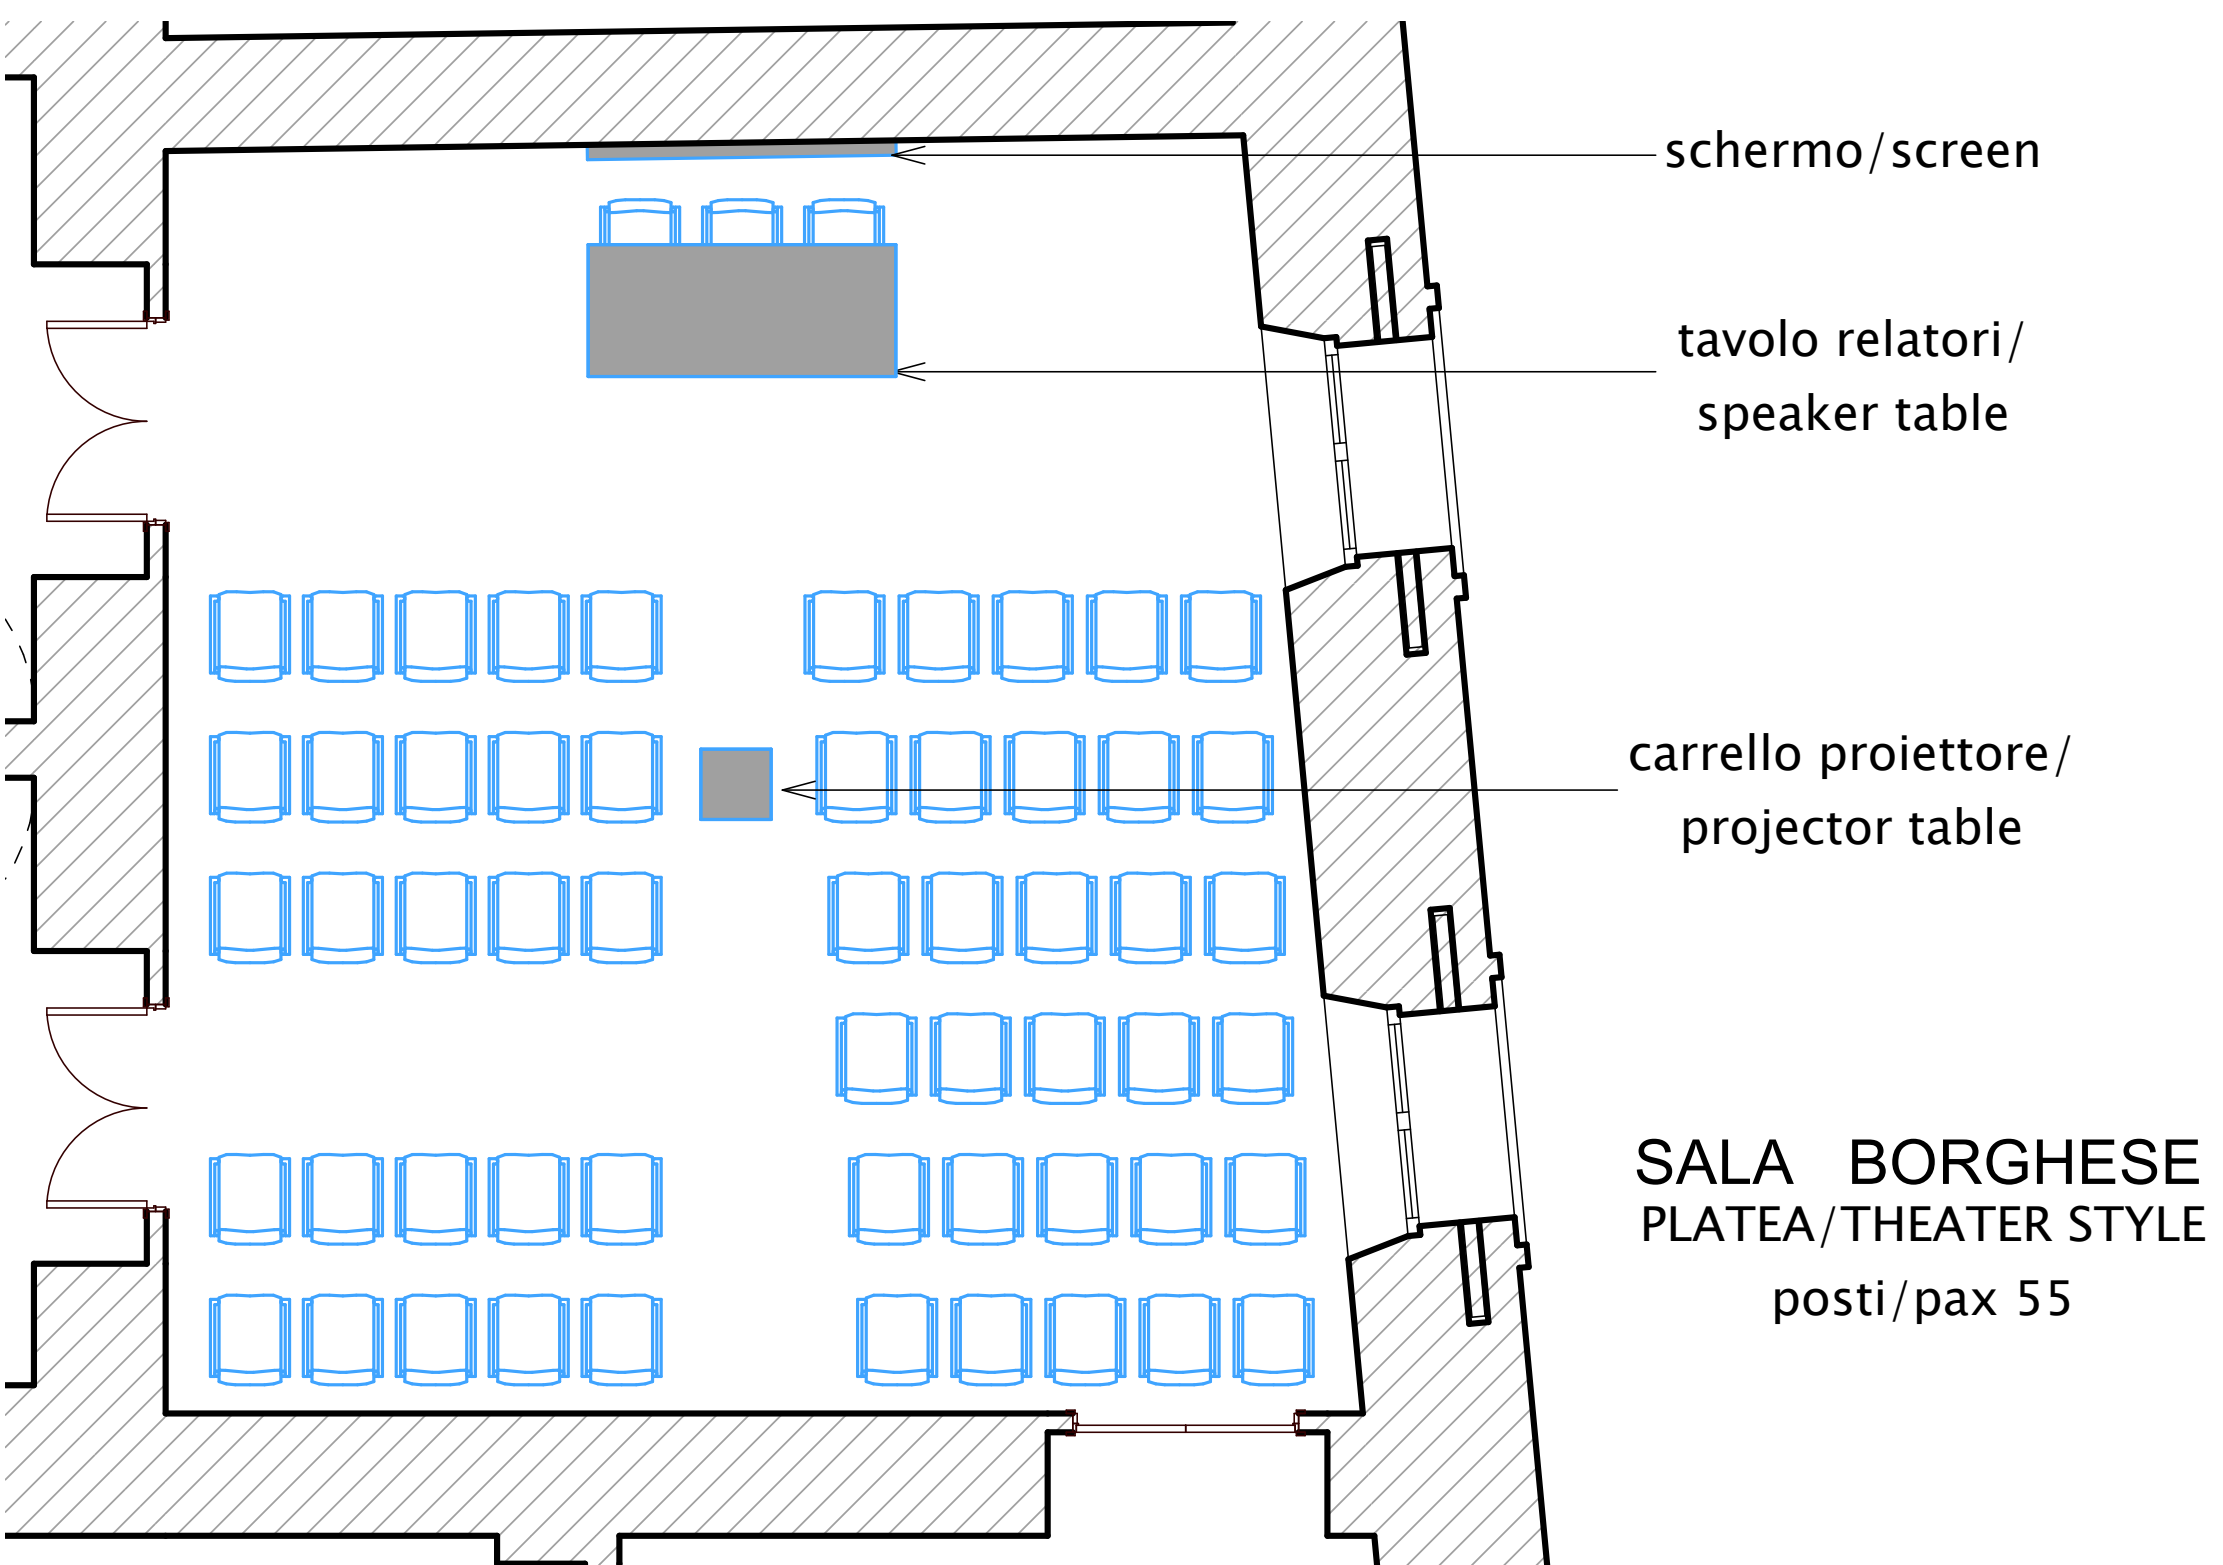 schermo/screen
tavolo relatori/
speaker table
carrello proiettore/
projector table
SALA BORGHESE
PLATEA/THEATER STYLE
posti/pax 55